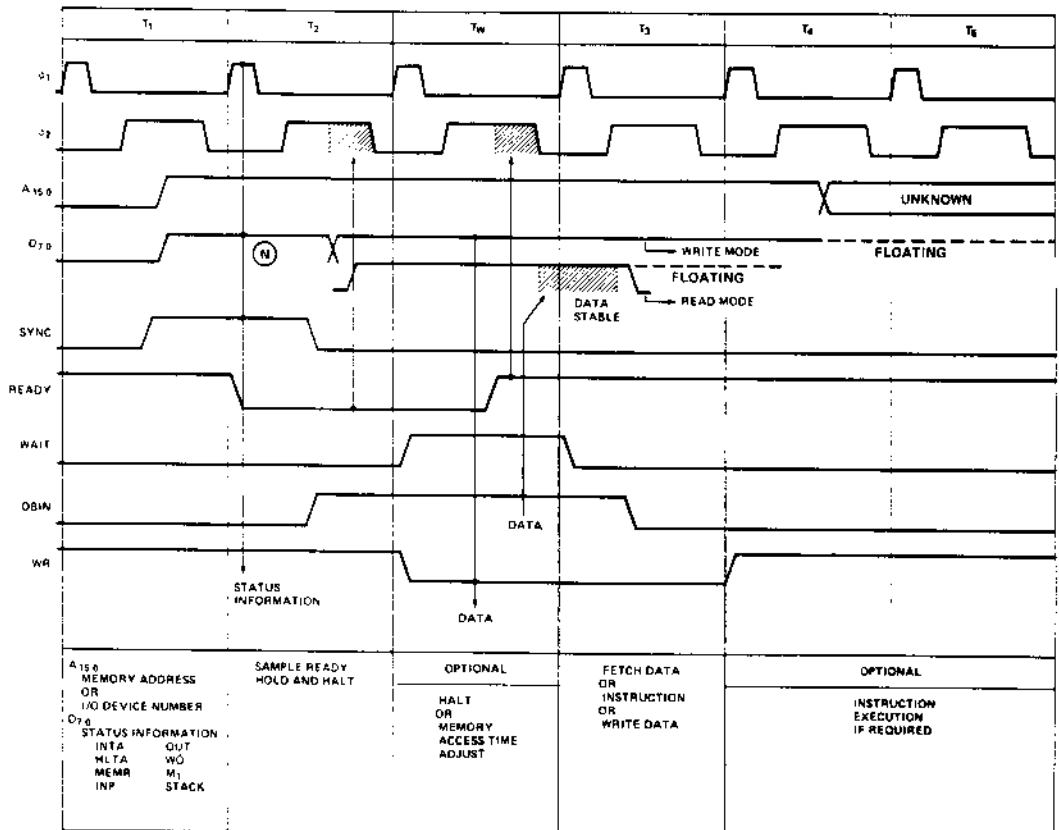 T1 T2 TW T3 T4 T5
φ1
φ2
A15-0
UNKNOWN
D7-0
N
WRITE MODE
FLOATING
FLOATING
READ MODE
DATA
STABLE
SYNC
READY
WAIT
DBIN
DATA
WR
STATUS
INFORMATION
DATA
A15-0
MEMORY ADDRESS
OR
I/O DEVICE NUMBER
D7-0
STATUS INFORMATION
INTA OUT
HLTA WO
MEMR M1
INP STACK
SAMPLE READY
HOLD AND HALT
OPTIONAL
HALT
OR
MEMORY
ACCESS TIME
ADJUST
FETCH DATA
OR
INSTRUCTION
OR
WRITE DATA
OPTIONAL
INSTRUCTION
EXECUTION
IF REQUIRED